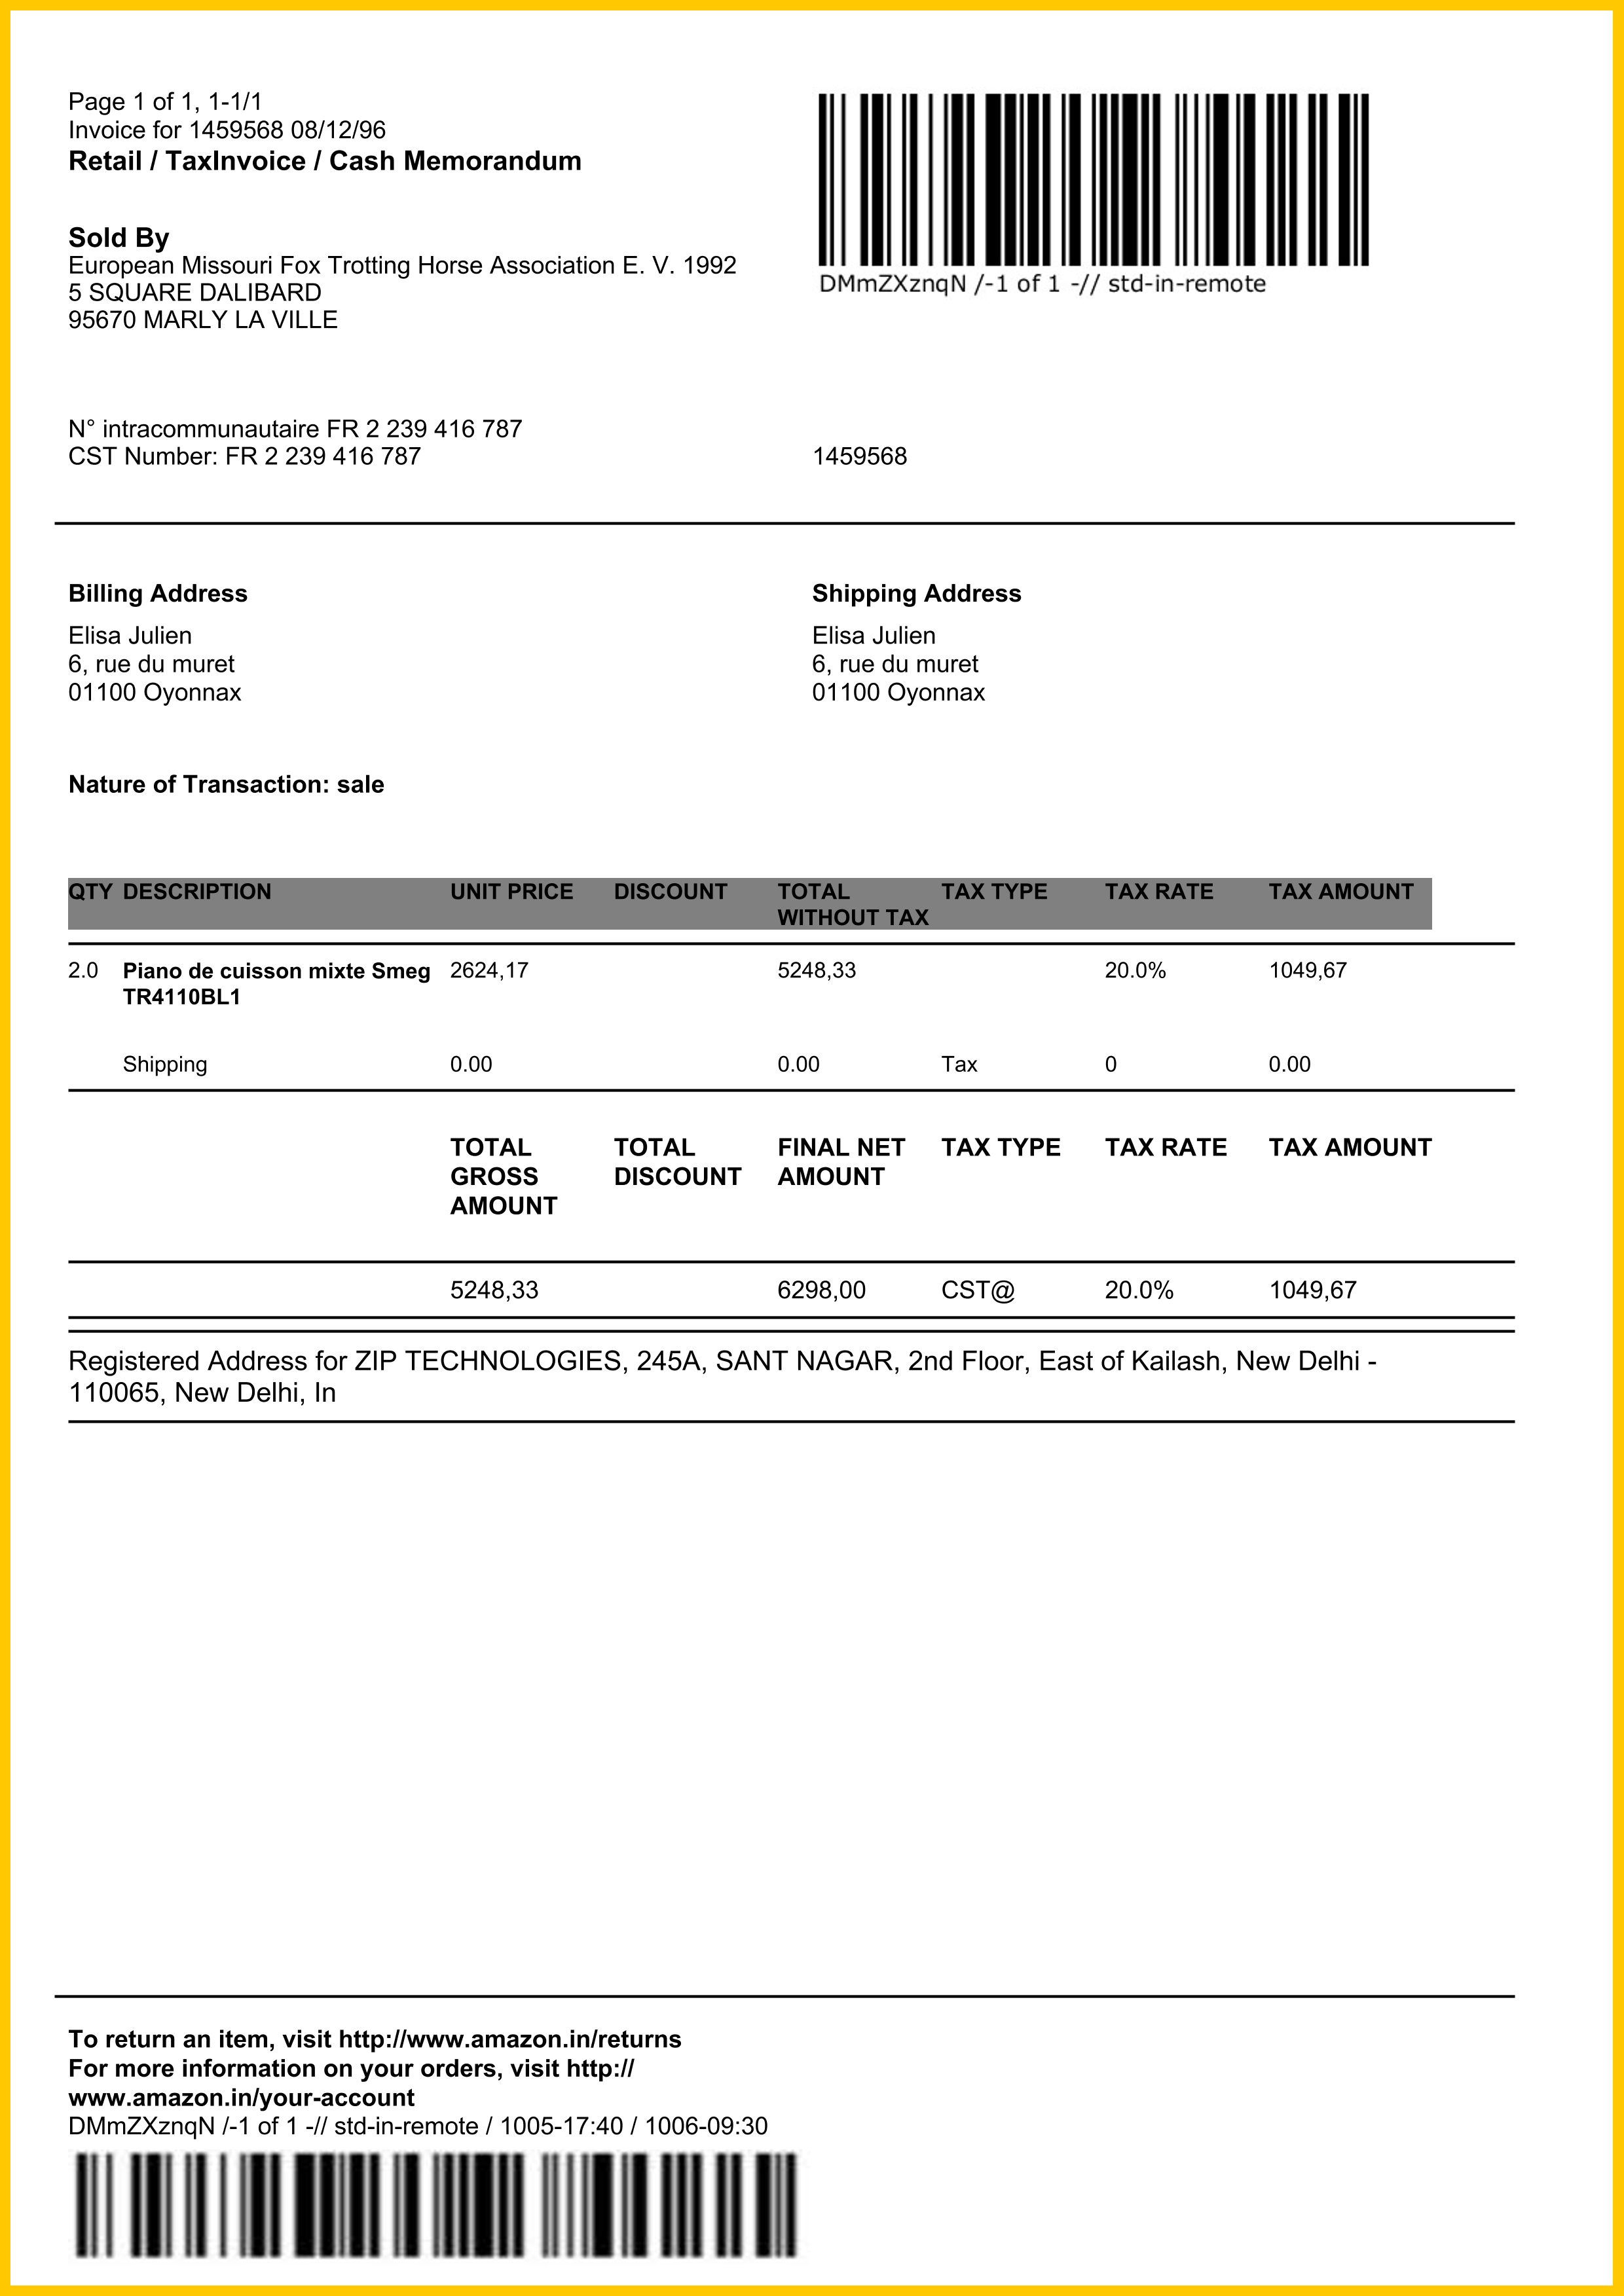 Page 1 of 1, 1-1/1
Invoice for 1459568 08/12/96
Retail / TaxInvoice / Cash Memorandum
DMmZXznqN /-1 of 1 -// std-in-remote
Sold By
European Missouri Fox Trotting Horse Association E. V. 1992
5 SQUARE DALIBARD
95670 MARLY LA VILLE
N° intracommunautaire FR 2 239 416 787
CST Number: FR 2 239 416 787
1459568
Billing Address
Elisa Julien
6, rue du muret
01100 Oyonnax
Shipping Address
Elisa Julien
6, rue du muret
01100 Oyonnax
Nature of Transaction: sale
QTY DESCRIPTION UNIT PRICE DISCOUNT TOTAL TAX TYPE TAX RATE TAX AMOUNT
WITHOUT TAX
2.0 Piano de cuisson mixte Smeg 2624,17 5248,33 20.0% 1049,67
TR4110BL1
Shipping 0.00 0.00 Tax 0 0.00
TOTAL TOTAL FINAL NET TAX TYPE TAX RATE TAX AMOUNT
GROSS DISCOUNT AMOUNT
AMOUNT
5248,33 6298,00 CST@ 20.0% 1049,67
Registered Address for ZIP TECHNOLOGIES, 245A, SANT NAGAR, 2nd Floor, East of Kailash, New Delhi -
110065, New Delhi, In
To return an item, visit http://www.amazon.in/returns
For more information on your orders, visit http://
www.amazon.in/your-account
DMmZXznqN /-1 of 1 -// std-in-remote / 1005-17:40 / 1006-09:30